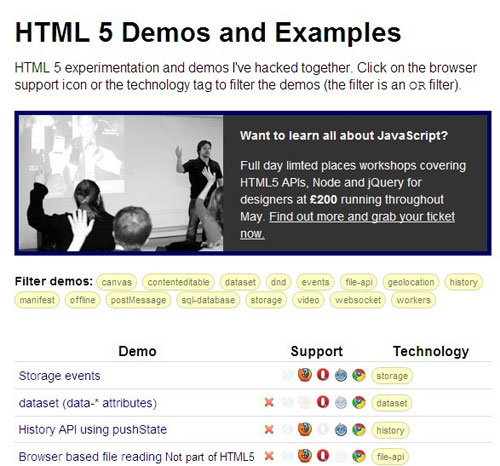 HTML 5 Demos and Examples
HTML 5 experimentation and demos I've hacked together. Click on the browser
support icon or the technology tag to filter the demos (the filter is an OR filter).
Want to learn all about JavaScript?
Full day limted places workshops covering
HTML5 APIs, Node and jQuery for
designers at £200 running throughout
May. Find out more and grab your ticket
now.
Filter demos: canvas contenteditable dataset dnd events file-api geolocation history
manifest offline postMessage sql-database storage video websocket workers
Demo Support Technology
Storage events storage
dataset (data-* attributes) dataset
History API using pushState history
Browser based file reading Not part of HTML5 file-api